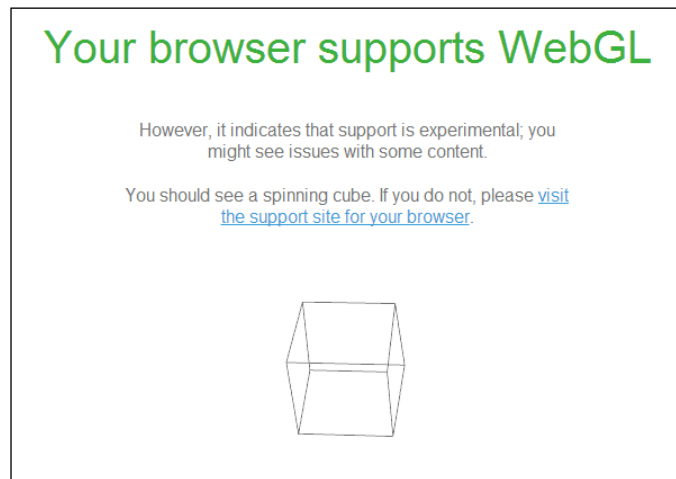 Your browser supports WebGL
However, it indicates that support is experimental; you
might see issues with some content.
You should see a spinning cube. If you do not, please visit
the support site for your browser.